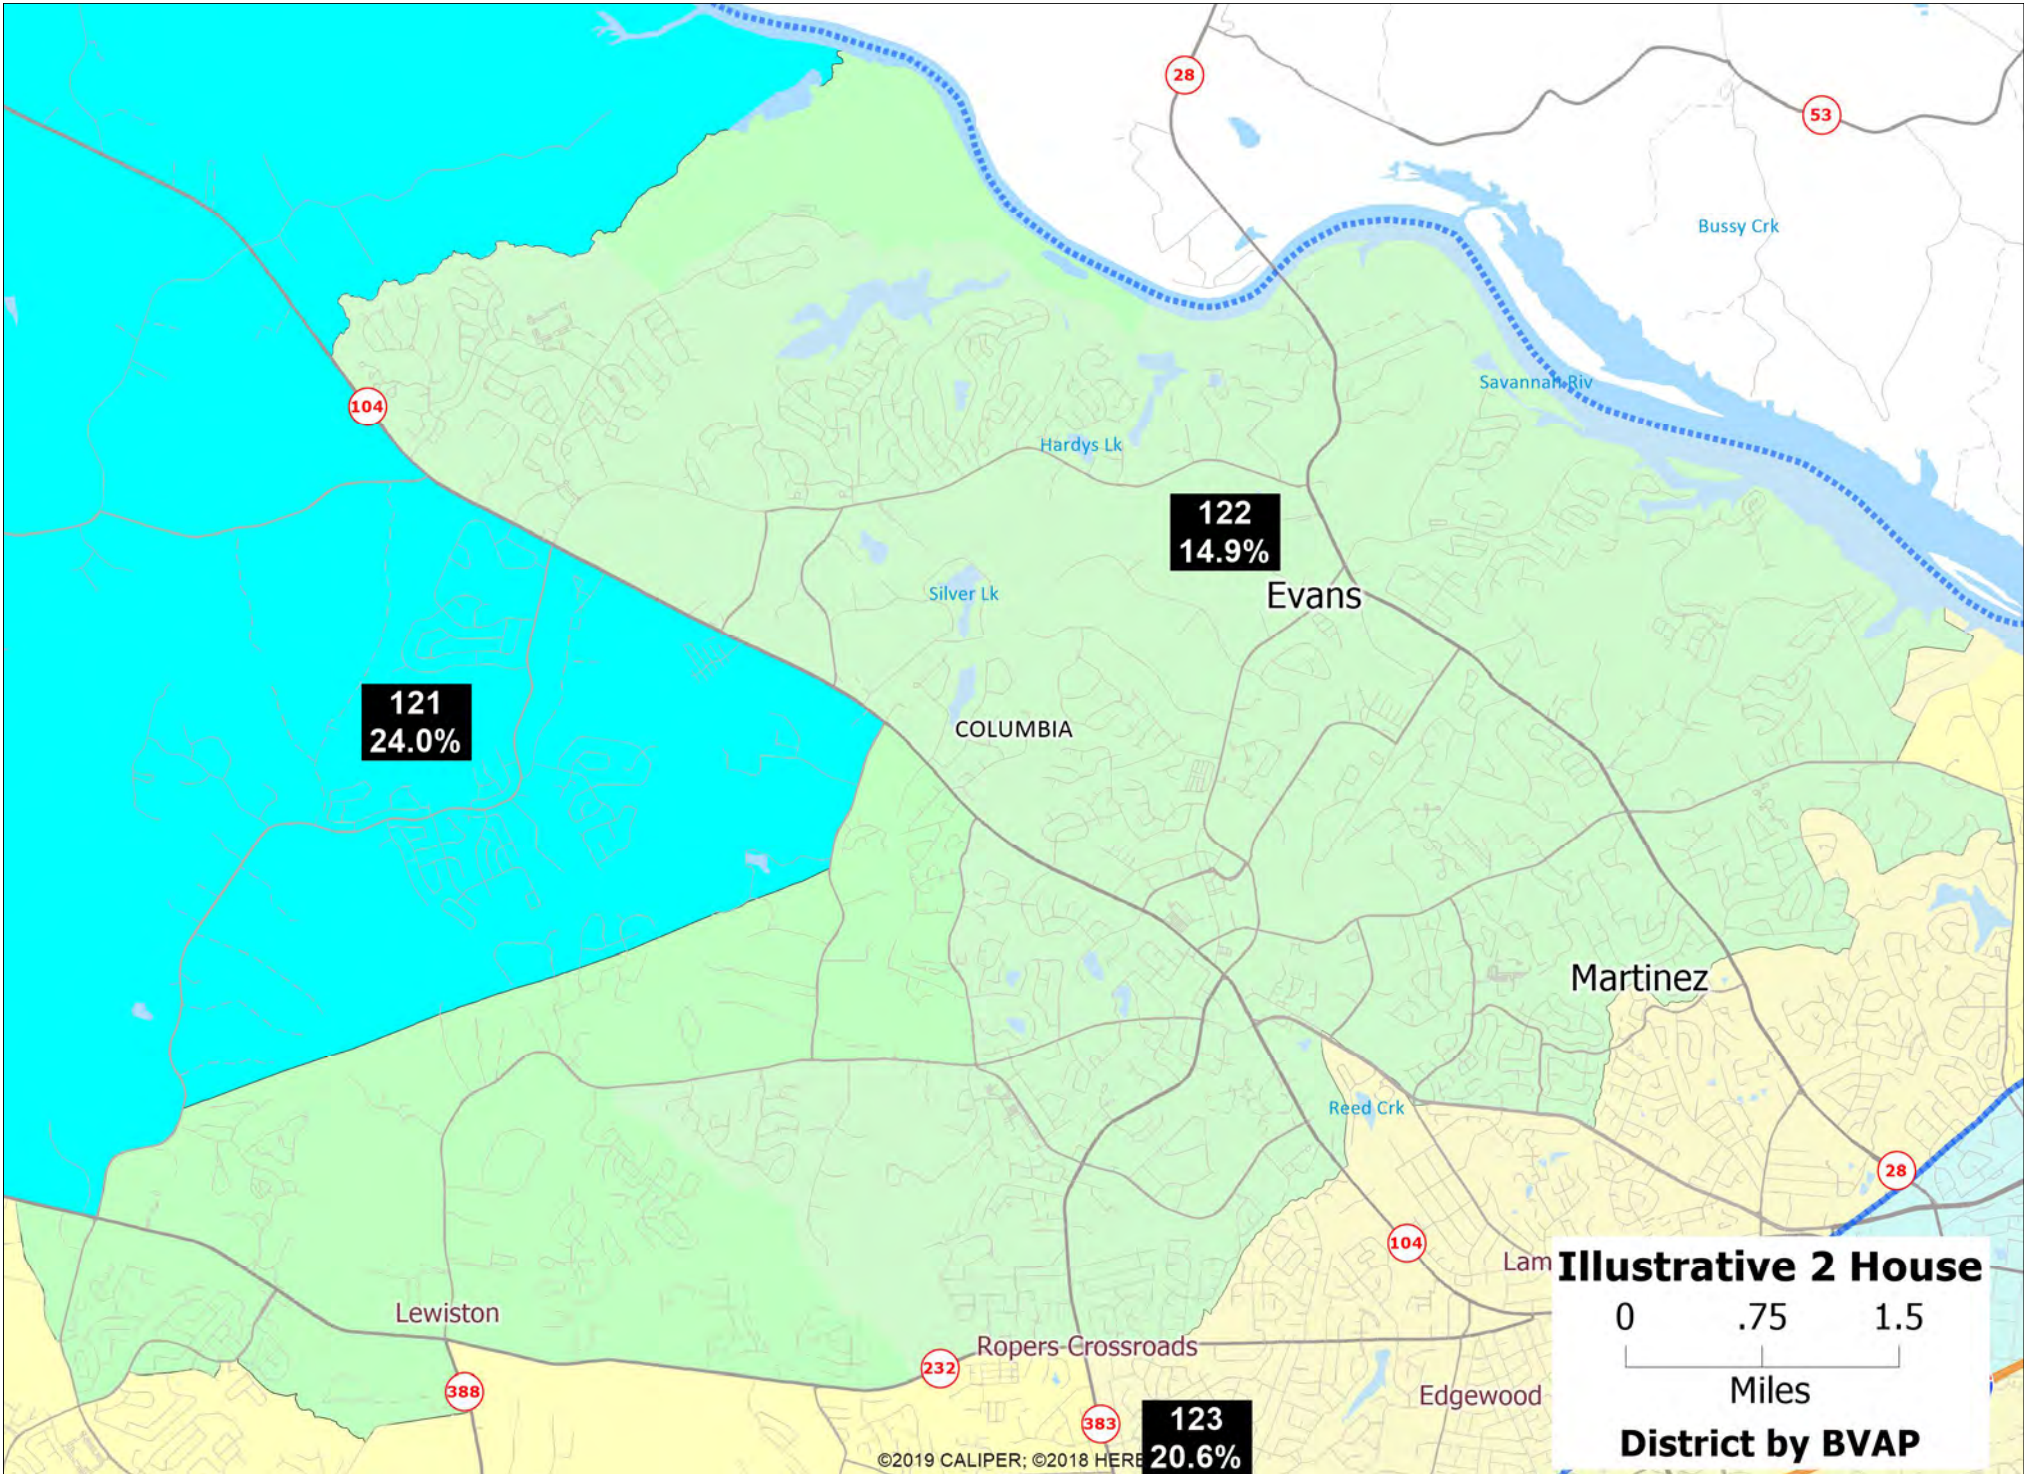 28
53
Bussy Crk
Savannah Riv
104
Hardys Lk
122
14.9%
Silver Lk
Evans
121
24.0%
COLUMBIA
Martinez
Reed Crk
28
104
Lam
Illustrative 2 House
0 .75 1.5
Miles
District by BVAP
Lewiston
Ropers Crossroads
232
388
Edgewood
383
123
20.6%
©2019 CALIPER; ©2018 HERE